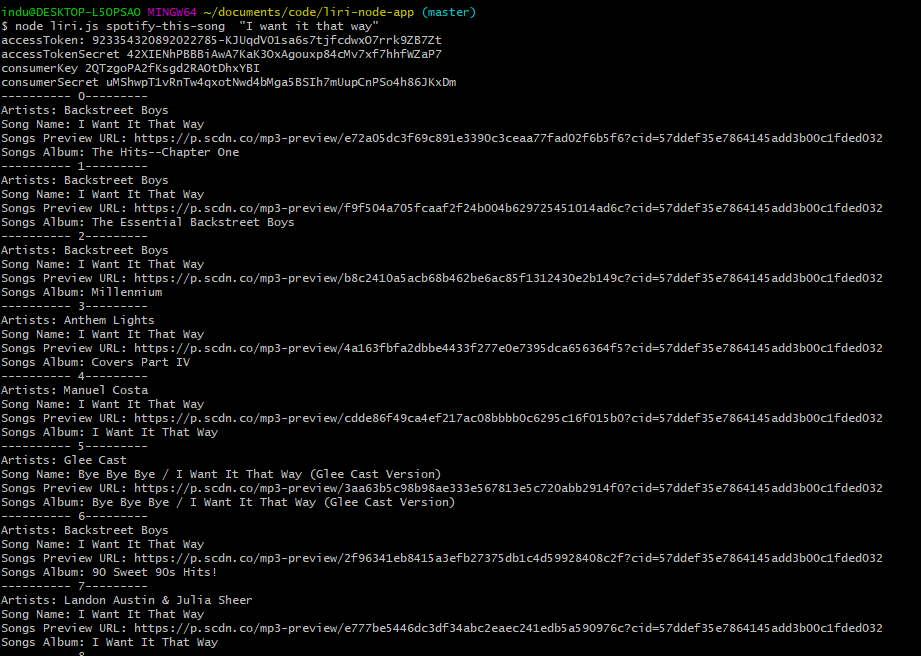 indu@DESKTOP-L5OPSAO MINGW64 ~/documents/code/liri-node-app (master)
$ node liri.js spotify-this-song  "I want it that way"
accessToken: 923354320892022785-KJUqdVO1sa6s7tjfcdwxO7rrk9ZB7Zt
accessTokenSecret 42XIENhPBBBiAwA7KaK3OxAgouxp84cMv7xf7hhfWZaP7
consumerKey 2QTzgoPA2fKsgd2RAOtDhxYBI
consumerSecret uMShwpT1vRnTw4qxotNwd4bMga5BSIh7mUupCnPSo4h86JKxDm
---------- 0---------
Artists: Backstreet Boys
Song Name: I Want It That Way
Songs Preview URL: https://p.scdn.co/mp3-preview/e72a05dc3f69c891e3390c3ceaa77fad02f6b5f6?cid=57ddef35e7864145add3b00c1fded032
Songs Album: The Hits--Chapter One
---------- 1---------
Artists: Backstreet Boys
Song Name: I Want It That Way
Songs Preview URL: https://p.scdn.co/mp3-preview/f9f504a705fcaaf2f24b004b629725451014ad6c?cid=57ddef35e7864145add3b00c1fded032
Songs Album: The Essential Backstreet Boys
---------- 2---------
Artists: Backstreet Boys
Song Name: I Want It That Way
Songs Preview URL: https://p.scdn.co/mp3-preview/b8c2410a5acb68b462be6ac85f1312430e2b149c?cid=57ddef35e7864145add3b00c1fded032
Songs Album: Millennium
---------- 3---------
Artists: Anthem Lights
Song Name: I Want It That Way
Songs Preview URL: https://p.scdn.co/mp3-preview/4a163fbfa2dbbe4433f277e0e7395dca656364f5?cid=57ddef35e7864145add3b00c1fded032
Songs Album: Covers Part IV
---------- 4---------
Artists: Manuel Costa
Song Name: I Want It That Way
Songs Preview URL: https://p.scdn.co/mp3-preview/cdde86f49ca4ef217ac08bbbb0c6295c16f015b0?cid=57ddef35e7864145add3b00c1fded032
Songs Album: I Want It That Way
---------- 5---------
Artists: Glee Cast
Song Name: Bye Bye Bye / I Want It That Way (Glee Cast Version)
Songs Preview URL: https://p.scdn.co/mp3-preview/3aa63b5c98b98ae333e567813e5c720abb2914f0?cid=57ddef35e7864145add3b00c1fded032
Songs Album: Bye Bye Bye / I Want It That Way (Glee Cast Version)
---------- 6---------
Artists: Backstreet Boys
Song Name: I Want It That Way
Songs Preview URL: https://p.scdn.co/mp3-preview/2f96341eb8415a3efb27375db1c4d59928408c2f?cid=57ddef35e7864145add3b00c1fded032
Songs Album: 90 Sweet 90s Hits!
---------- 7---------
Artists: Landon Austin & Julia Sheer
Song Name: I Want It That Way
Songs Preview URL: https://p.scdn.co/mp3-preview/e777be5446dc3df34abc2eaec241edb5a590976c?cid=57ddef35e7864145add3b00c1fded032
Songs Album: I Want It That Way